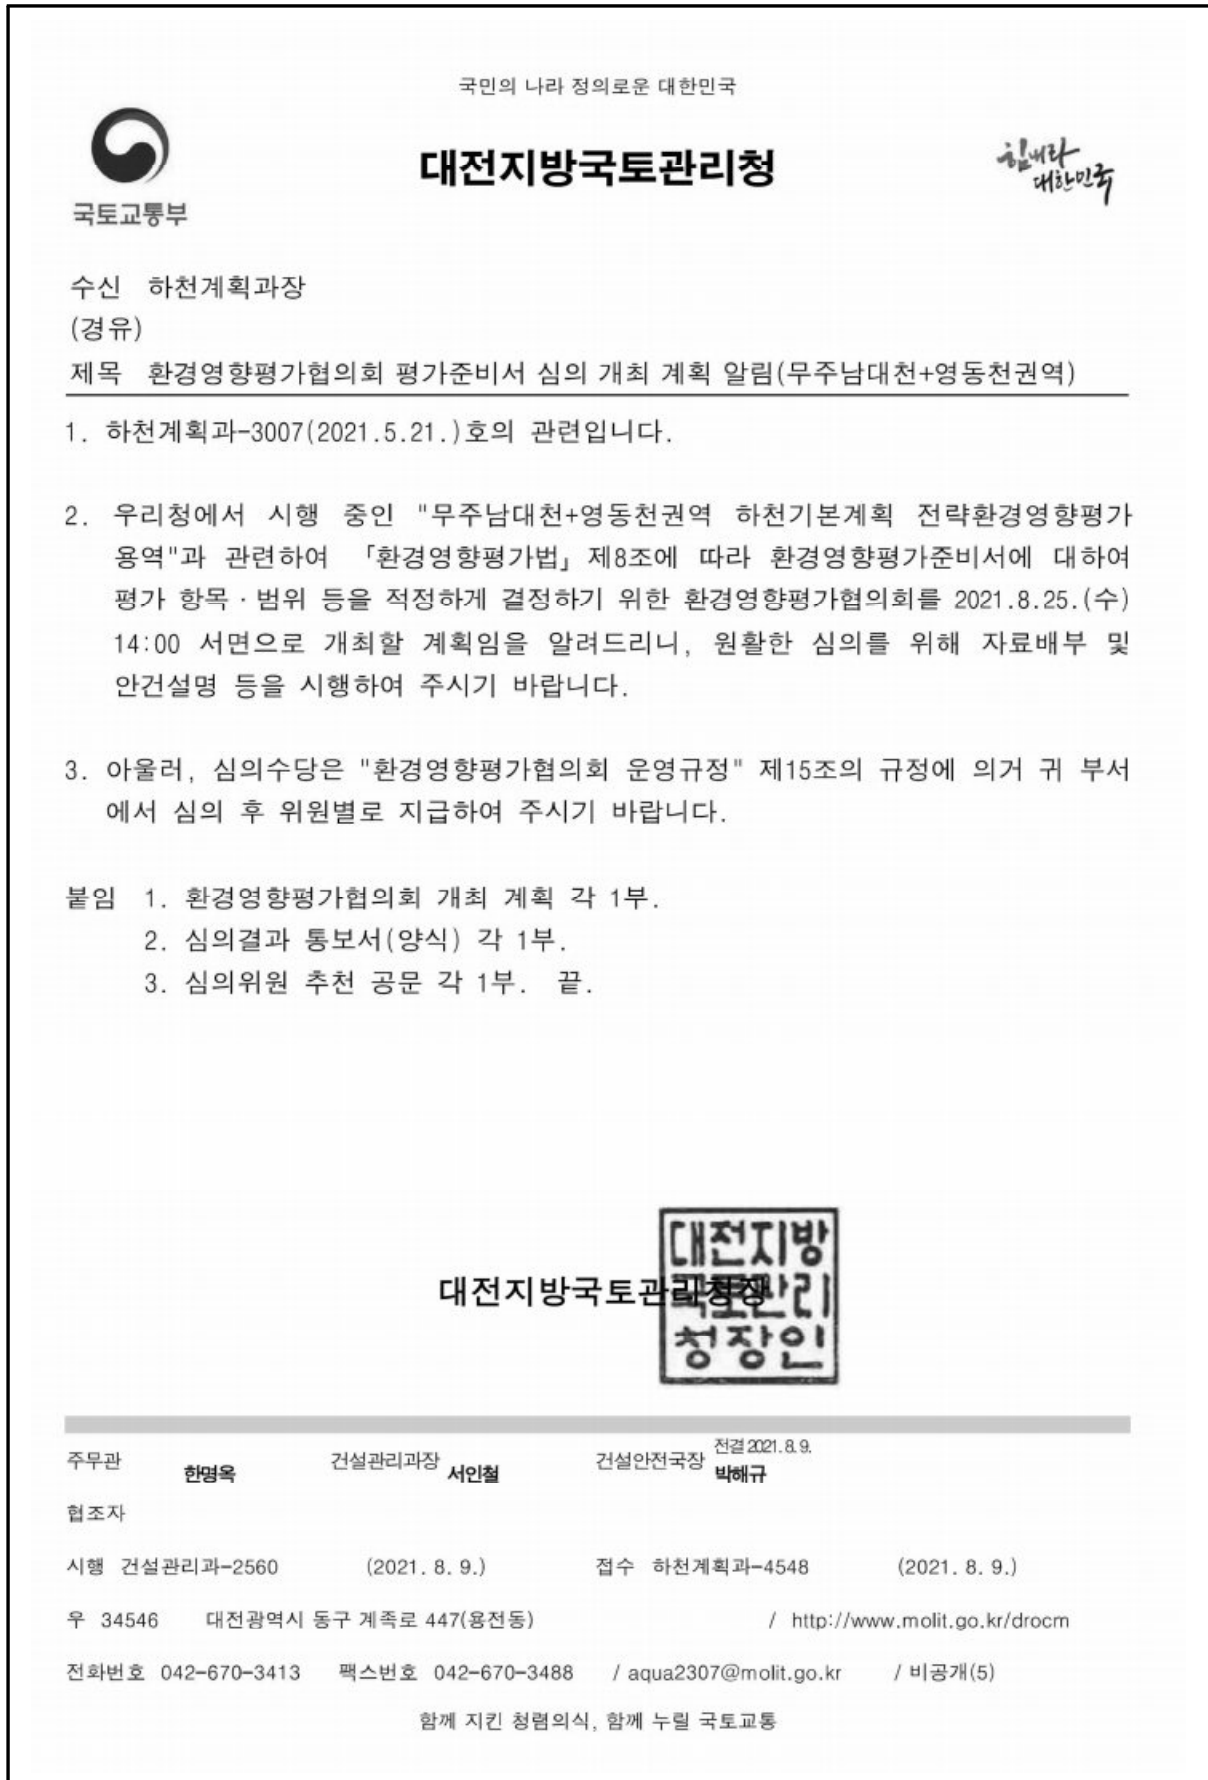 국민의 나라 정의로운 대한민국
국토교통부
대전지방국토관리청
힘내라
대한민국
수신 하천계획과장
(경유)
제목 환경영향평가협의회 평가준비서 심의 개최 계획 알림(무주남대천+영동천권역)
1. 하천계획과-3007(2021.5.21.)호의 관련입니다.
2. 우리청에서 시행 중인 "무주남대천+영동천권역 하천기본계획 전략환경영향평가
용역"과 관련하여 「환경영향평가법」 제8조에 따라 환경영향평가준비서에 대하여
평가 항목·범위 등을 적정하게 결정하기 위한 환경영향평가협의회를 2021.8.25.(수)
14:00 서면으로 개최할 계획임을 알려드리니, 원활한 심의를 위해 자료배부 및
안건설명 등을 시행하여 주시기 바랍니다.
3. 아울러, 심의수당은 "환경영향평가협의회 운영규정" 제15조의 규정에 의거 귀 부서
에서 심의 후 위원별로 지급하여 주시기 바랍니다.
붙임 1. 환경영향평가협의회 개최 계획 각 1부.
2. 심의결과 통보서(양식) 각 1부.
3. 심의위원 추천 공문 각 1부. 끝.
대전지방국토관리청장
대전지방
국토관리
청장인
주무관 한명옥 건설관리과장 서인철 건설안전국장 전결 2021. 8. 9. 박해규
협조자
시행 건설관리과-2560 (2021. 8. 9.) 접수 하천계획과-4548 (2021. 8. 9.)
우 34546 대전광역시 동구 계족로 447(용전동) / http://www.molit.go.kr/drocm
전화번호 042-670-3413 팩스번호 042-670-3488 / aqua2307@molit.go.kr / 비공개(5)
함께 지킨 청렴의식, 함께 누릴 국토교통